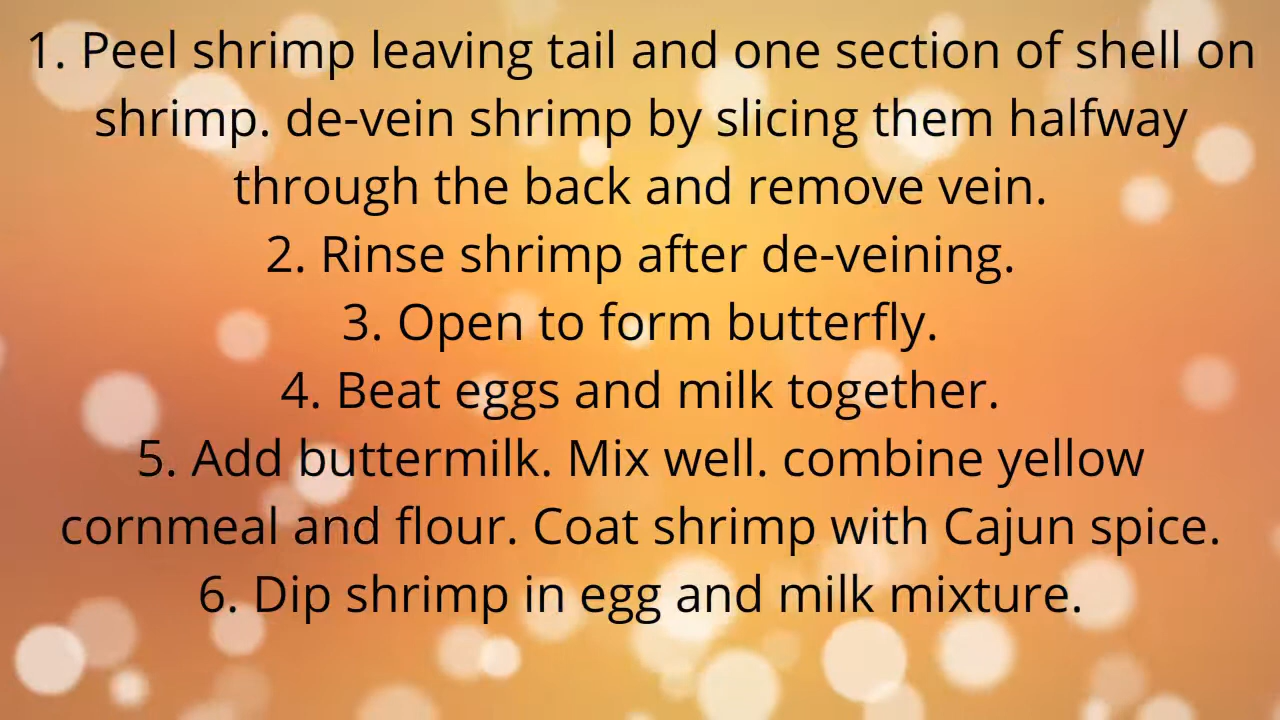 1. Peel shrimp leaving tail and one section of shell on
shrimp. de-vein shrimp by slicing them halfway
through the back and remove vein.
2. Rinse shrimp after de-veining.
3. Open to form butterfly.
4. Beat eggs and milk together.
5. Add buttermilk. Mix well. combine yellow
cornmeal and flour. Coat shrimp with Cajun spice.
6. Dip shrimp in egg and milk mixture.